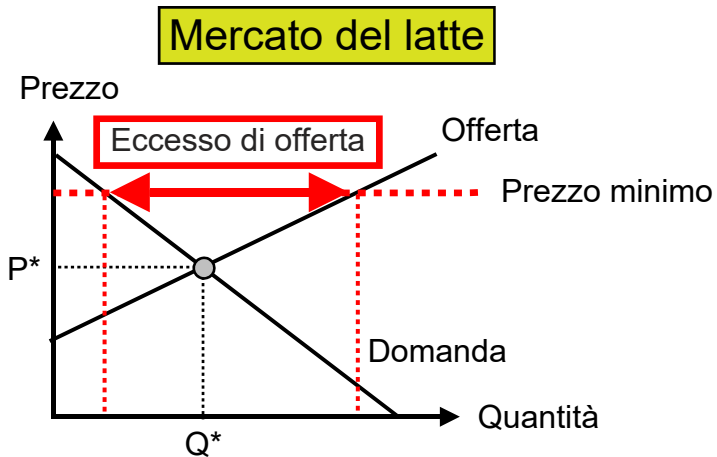 Mercato del latte
Prezzo
Eccesso di offerta
Offerta
Prezzo minimo
P*
Domanda
Quantità
Q*